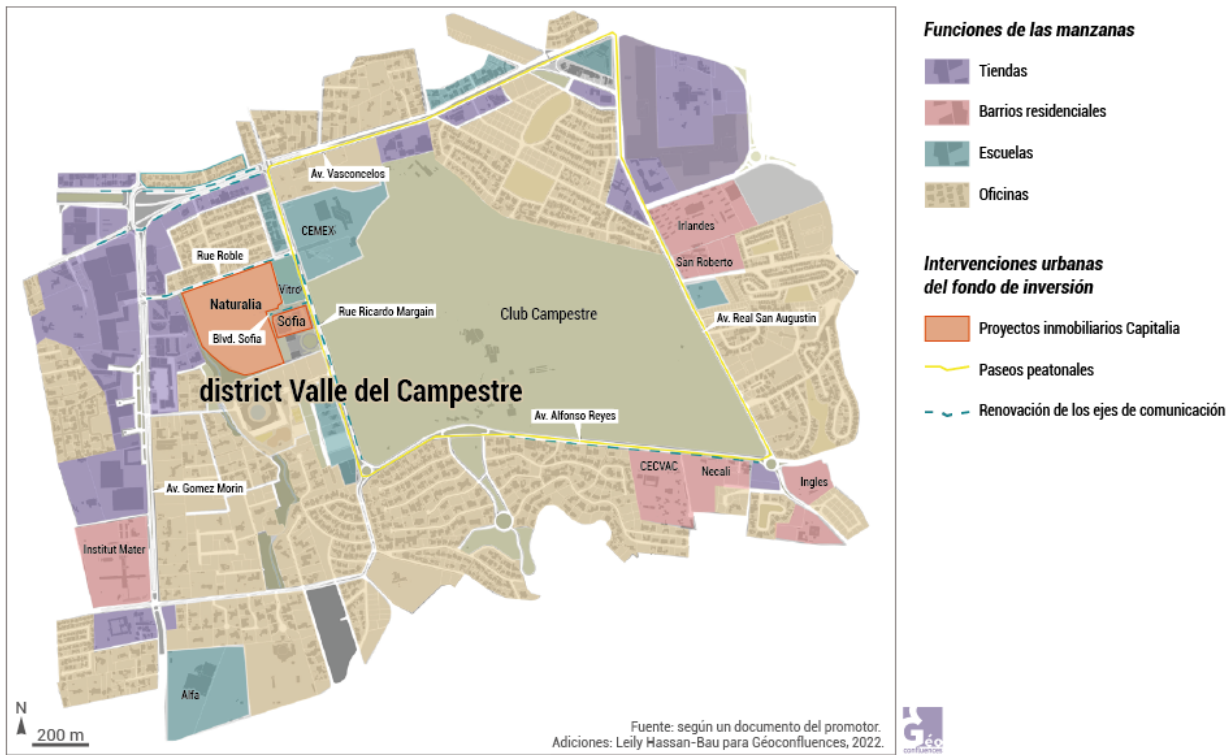 Av. Vasconcelos
CEMEX
Rue Roble
Vitro
Naturalia
Sofia
Blvd. Sofia
Rue Ricardo Margain
Club Campestre
Irlandes
San Roberto
Av. Real San Augustin
district Valle del Campestre
Av. Alfonso Reyes
CECVAC
Necali
Ingles
Av. Gomez Morin
Institut Mater
Alfa
N
200 m
Fuente: según un documento del promotor.
Adiciones: Leily Hassan-Bau para Géoconfluences, 2022.
Funciones de las manzanas
Tiendas
Barrios residenciales
Escuelas
Oficinas
Intervenciones urbanas
del fondo de inversión
Proyectos inmobiliarios Capitalia
Paseos peatonales
Renovación de los ejes de comunicación
Géo
confluences